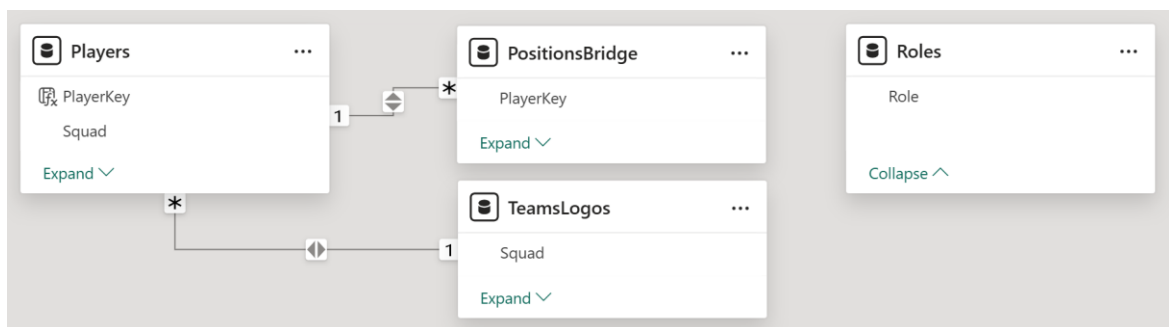 Players
PlayerKey
Squad
Expand
1
*
*
PositionsBridge
PlayerKey
Expand
1
TeamsLogos
Squad
Expand
Roles
Role
Collapse